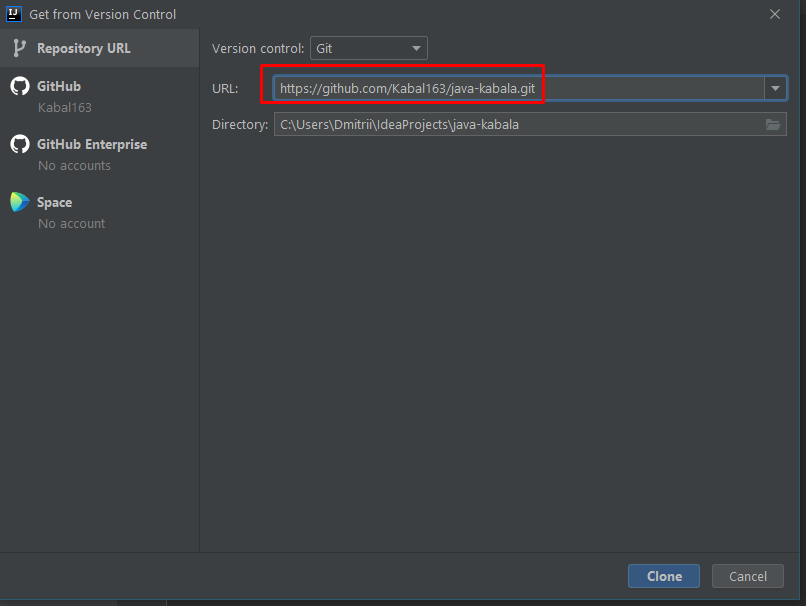 Get from Version Control
Repository URL
GitHub
Kabal163
GitHub Enterprise
No accounts
Space
No account
Version control: Git
URL: https://github.com/Kabal163/java-kabala.git
Directory: C:\Users\Dmitrii\IdeaProjects\java-kabala
Clone Cancel